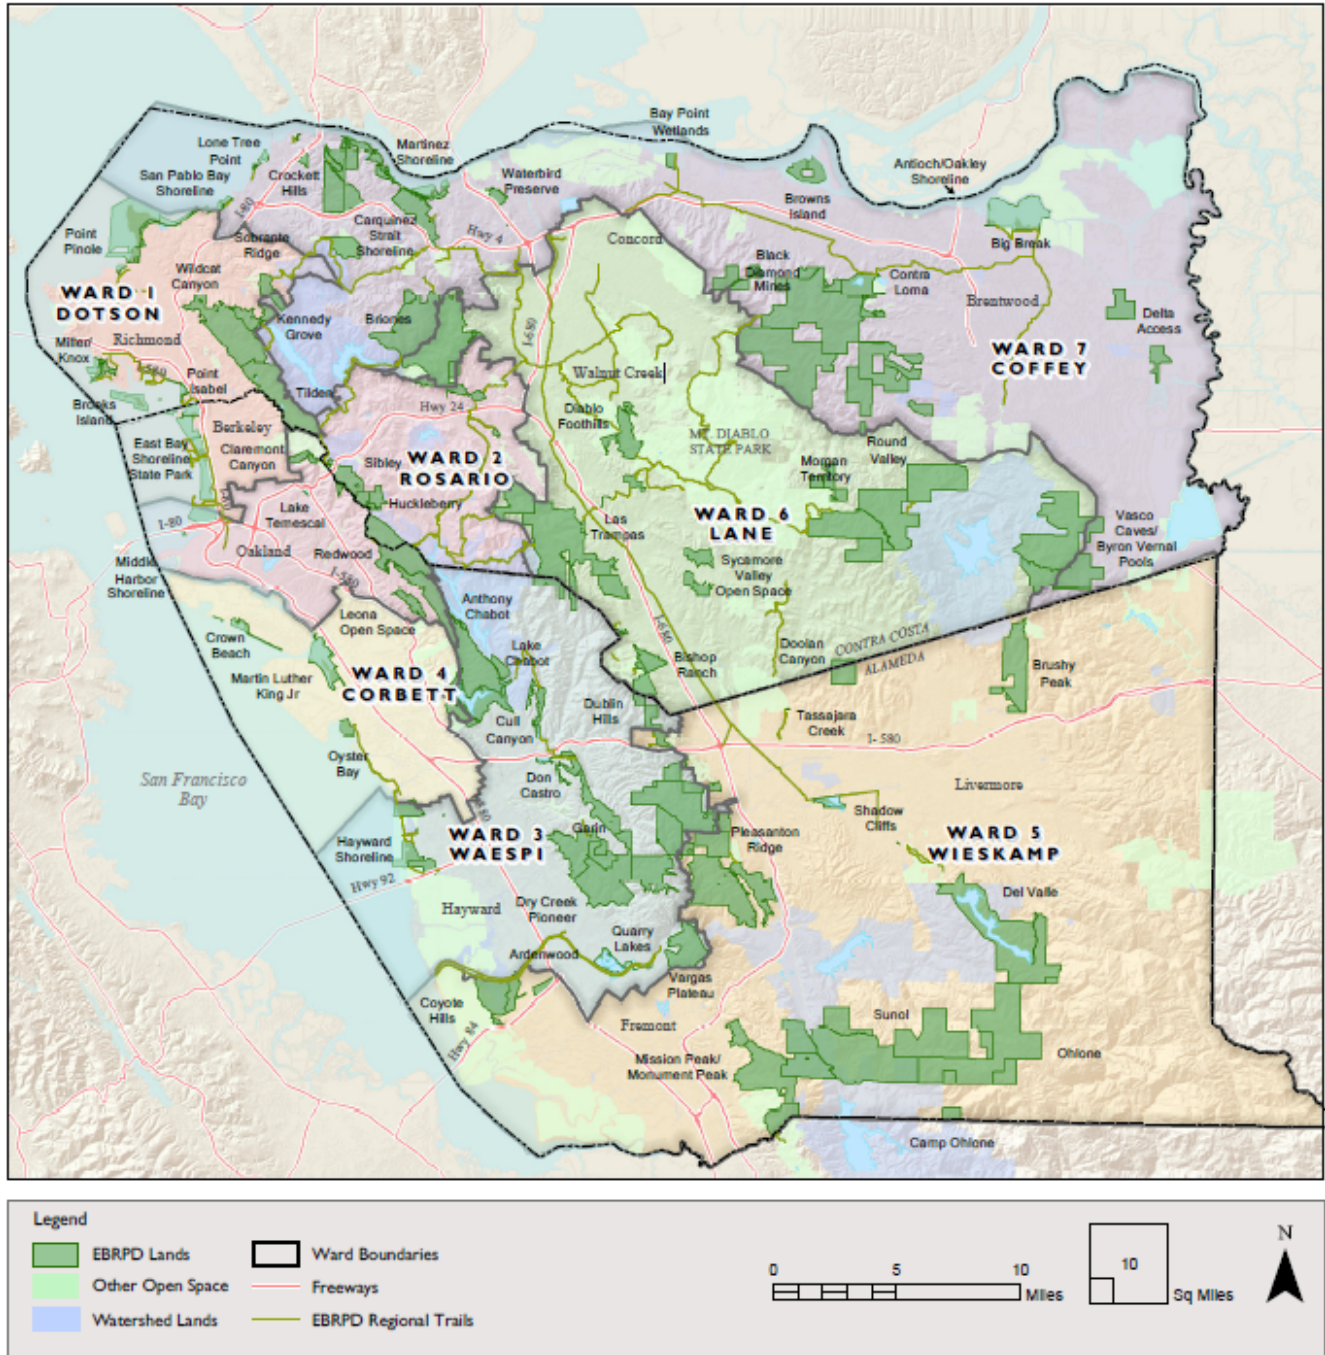 Bay Point
Wetlands
Lone Tree
Point
Martinez
Shoreline
San Pablo Bay
Shoreline
Crockett
Hills
Waterbird
Preserve
Antioch/Oakley
Shoreline
Browns
Island
I-80
Carquinez
Strait
Shoreline
Hwy 4
Point
Pinole
Sobrante
Ridge
Concord
Big Break
Wildcat
Canyon
Black
Diamond
Mines
Contra
Loma
Brentwood
WARD 1
DOTSON
Kennedy
Grove
Briones
I-680
Delta
Access
Richmond
Miller/
Knox
I-580
WARD 7
COFFEY
Point
Isabel
Walnut Creek
Tilden
Brooks
Island
Hwy 24
Diablo
Foothills
Berkeley
MT. DIABLO
STATE PARK
East Bay
Shoreline
State Park
Claremont
Canyon
Round
Valley
Sibley
WARD 2
ROSARIO
Morgan
Territory
I-80
Huckleberry
Lake
Temescal
WARD 6
LANE
Las
Trampas
Vasco
Caves/
Byron Vernal
Pools
I-80
Oakland
Redwood
Middle
Harbor
Shoreline
I-580
Sycamore
Valley
Open Space
Anthony
Chabot
Leona
Open Space
Crown
Beach
I-680
Doolan
Canyon
CONTRA COSTA
ALAMEDA
Lake
Chabot
Bishop
Ranch
Brushy
Peak
Martin Luther
King Jr
WARD 4
CORBETT
Dublin
Hills
Cull
Canyon
Tassajara
Creek
I- 580
Oyster
Bay
San Francisco
Bay
Don
Castro
Livermore
Shadow
Cliffs
I-880
Garin
Pleasanton
Ridge
WARD 3
WAESPI
WARD 5
WIESKAMP
Hayward
Shoreline
Hwy 92
Del Valle
Hayward
Dry Creek
Pioneer
Quarry
Lakes
Ardenwood
Vargas
Plateau
Coyote
Hills
Sunol
Fremont
Hwy 84
Mission Peak/
Monument Peak
Ohlone
Camp Ohlone
Legend
EBRPD Lands
Ward Boundaries
Other Open Space
Freeways
Watershed Lands
EBRPD Regional Trails
0
5
10
Miles
10
Sq Miles
N